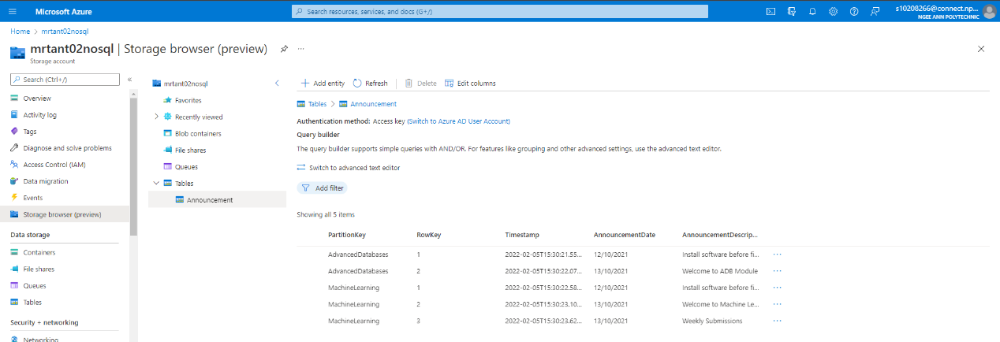 Microsoft Azure
Search resources, services, and docs (G+/)
s10208266@connect.np...
NGEE ANN POLYTECHNIC
Home > mrtant02nosql
mrtant02nosql | Storage browser (preview) ...
Storage account
Search (Ctrl+/) «
Overview
Activity log
Tags
Diagnose and solve problems
Access Control (IAM)
Data migration
Events
Storage browser (preview)
Data storage
Containers
File shares
Queues
Tables
Security + networking
Networking
mrtant02nosql
Favorites
Recently viewed
Blob containers
File shares
Queues
Tables
Announcement
Add entity Refresh Delete Edit columns
Tables > Announcement
Authentication method: Access key (Switch to Azure AD User Account)
Query builder
The query builder supports simple queries with AND/OR. For features like grouping and other advanced settings, use the advanced text editor.
Switch to advanced text editor
Add filter
Showing all 5 items
PartitionKey RowKey Timestamp AnnouncementDate AnnouncementDescrip...
AdvancedDatabases 1 2022-02-05T15:30:21.55... 12/10/2021 Install software before fi... ...
AdvancedDatabases 2 2022-02-05T15:30:22.07... 13/10/2021 Welcome to ADB Module ...
MachineLearning 1 2022-02-05T15:30:22.58... 12/10/2021 Install software before fi... ...
MachineLearning 2 2022-02-05T15:30:23.10... 13/10/2021 Welcome to Machine Le... ...
MachineLearning 3 2022-02-05T15:30:23.62... 13/10/2021 Weekly Submissions ...